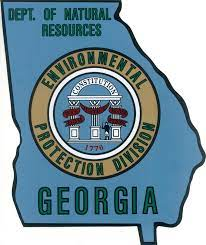 DEPT. OF NATURAL
RESOURCES
ENVIRONMENTAL
CONSTITUTION
1776
PROTECTION DIVISION
GEORGIA